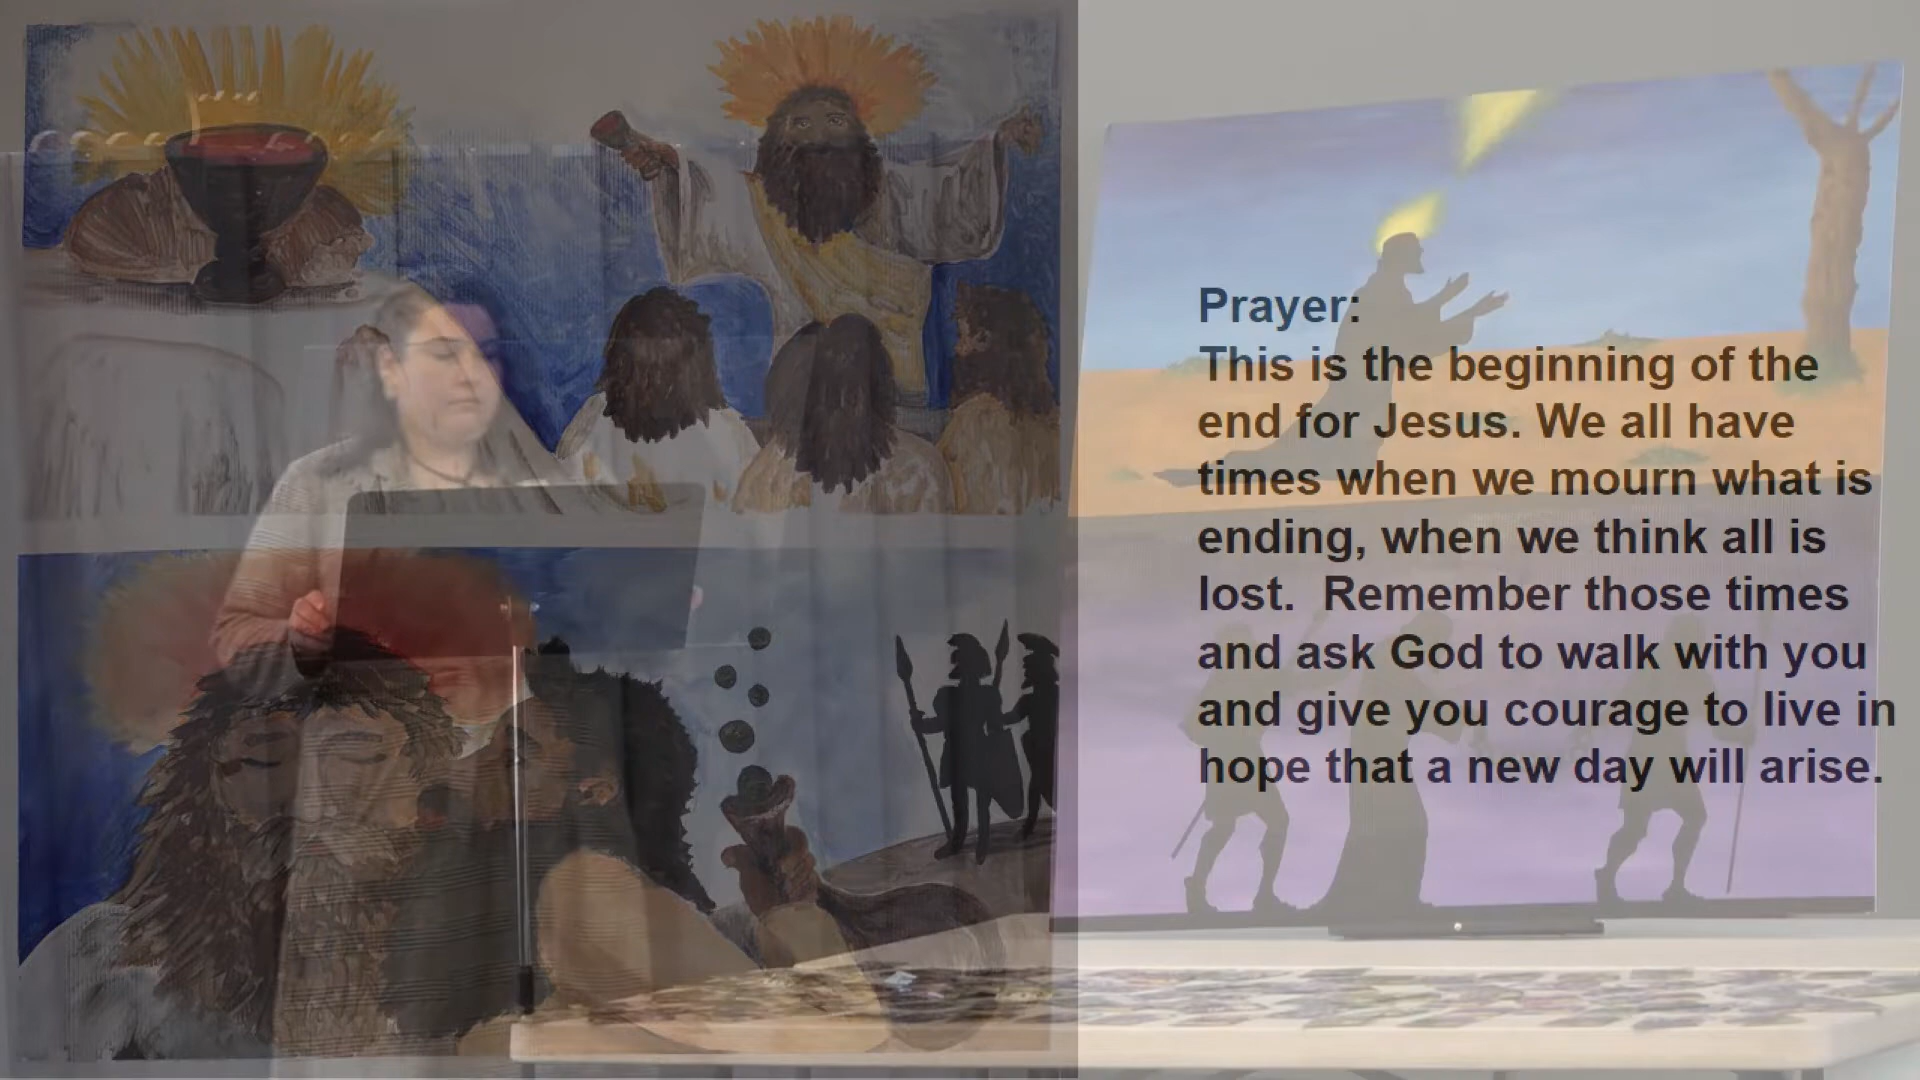 Prayer:
This is the beginning of the
end for Jesus. We all have
times when we mourn what is
ending, when we think all is
lost.  Remember those times
and ask God to walk with you
and give you courage to live in
hope that a new day will arise.